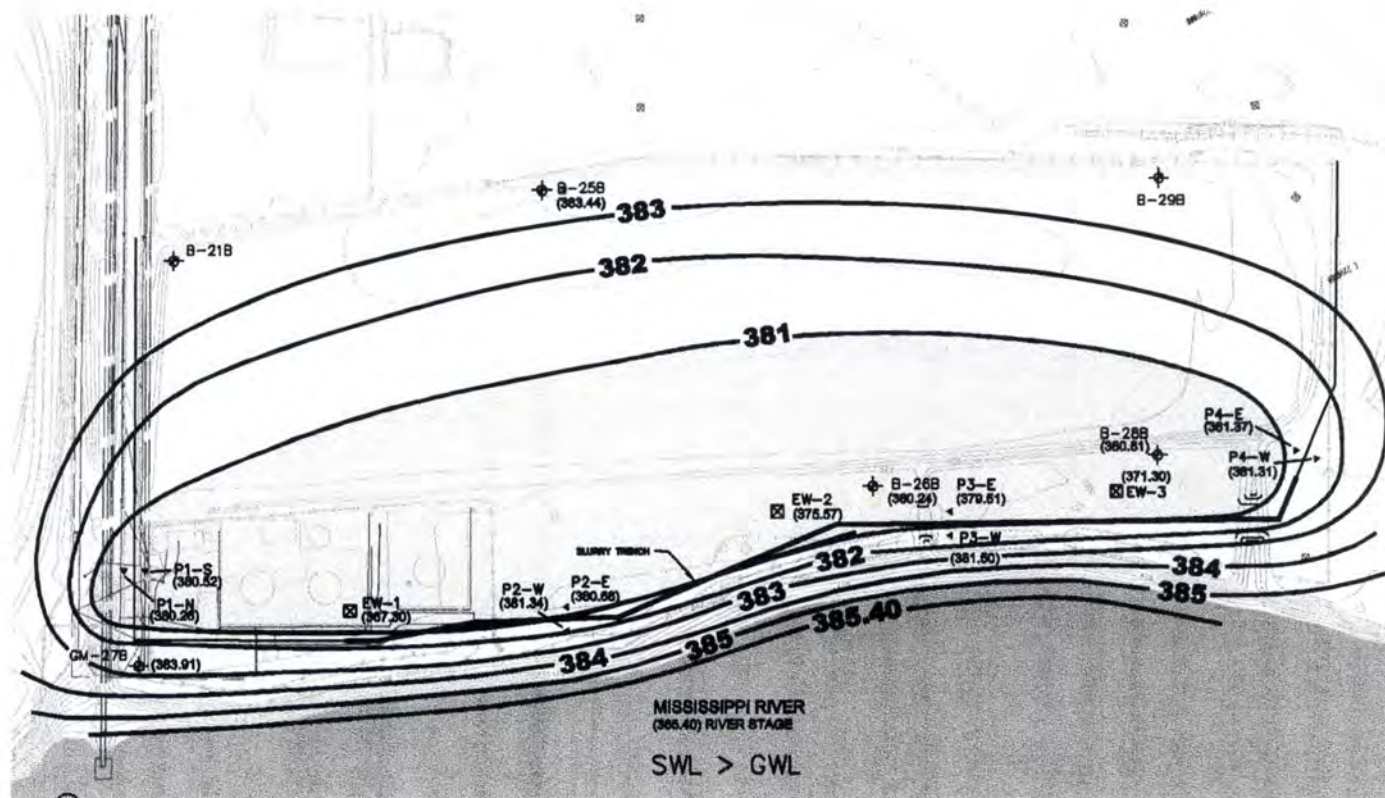 B-25B
(383.44)
B-29B
B-21B
383
382
381
P4-E
(381.37)
B-28B
(380.61)
P4-W
(381.31)
(371.30)
EW-3
B-26B
(380.24)
P3-E
(379.61)
EW-2
(375.57)
P3-W
(381.50)
SLURRY TRENCH
382
384
P1-S
(380.52)
P2-E
(380.66)
P2-W
(381.34)
383
385
P1-N
(380.26)
EW-1
(367.30)
385.40
385
GM-27B
(383.91)
384
MISSISSIPPI RIVER
(385.40) RIVER STAGE
SWL > GWL